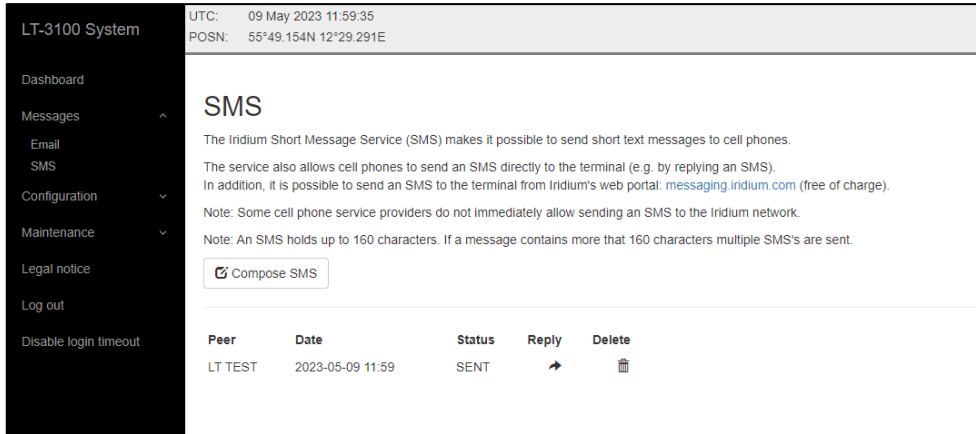 LT-3100 System
UTC: 09 May 2023 11:59:35
POSN: 55°49.154N 12°29.291E
Dashboard
Messages
Email
SMS
Configuration
Maintenance
Legal notice
Log out
Disable login timeout
SMS
The Iridium Short Message Service (SMS) makes it possible to send short text messages to cell phones.
The service also allows cell phones to send an SMS directly to the terminal (e.g. by replying an SMS).
In addition, it is possible to send an SMS to the terminal from Iridium's web portal: messaging.iridium.com (free of charge).
Note: Some cell phone service providers do not immediately allow sending an SMS to the Iridium network.
Note: An SMS holds up to 160 characters. If a message contains more that 160 characters multiple SMS's are sent.
Compose SMS
Peer Date Status Reply Delete
LT TEST 2023-05-09 11:59 SENT